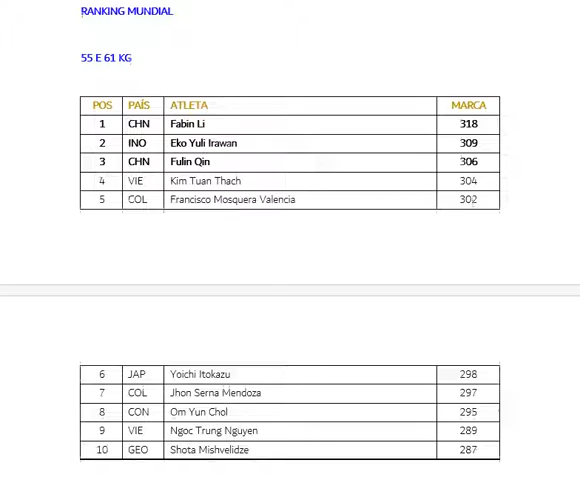 RANKING MUNDIAL
55 E 61 KG
POS PAÍS ATLETA MARCA
1 CHN Fabin Li 318
2 INO Eko Yuli Irawan 309
3 CHN Fulin Qin 306
4 VIE Kim Tuan Thach 304
5 COL Francisco Mosquera Valencia 302
6 JAP Yoichi Itokazu 298
7 COL Jhon Serna Mendoza 297
8 CON Om Yun Chol 295
9 VIE Ngoc Trung Nguyen 289
10 GEO Shota Mishvelidze 287